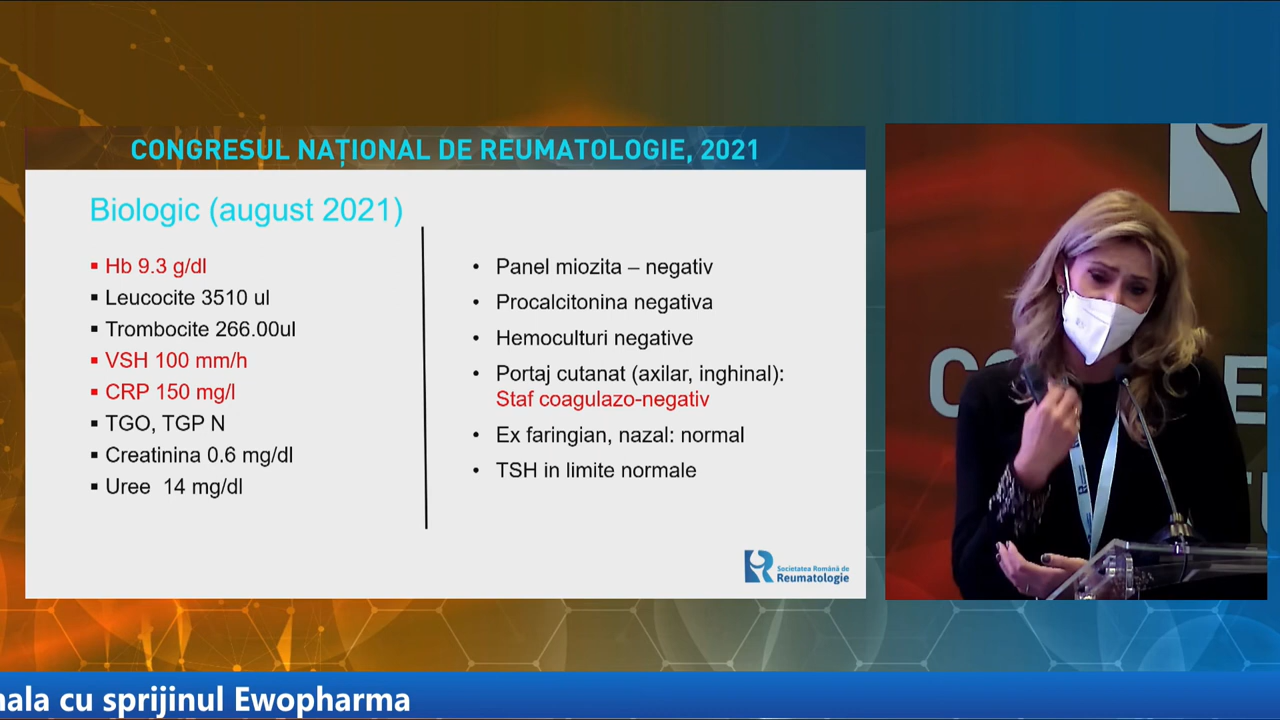 CONGRESUL NAȚIONAL DE REUMATOLOGIE, 2021
Biologic (august 2021)
Hb 9.3 g/dl
Leucocite 3510 ul
Trombocite 266.00ul
VSH 100 mm/h
CRP 150 mg/l
TGO, TGP N
Creatinina 0.6 mg/dl
Uree 14 mg/dl
Panel miozita – negativ
Procalcitonina negativa
Hemoculturi negative
Portaj cutanat (axilar, inghinal):
Staf coagulazo-negativ
Ex faringian, nazal: normal
TSH in limite normale
Societatea Română de
Reumatologie
cu sprijinul Ewopharma